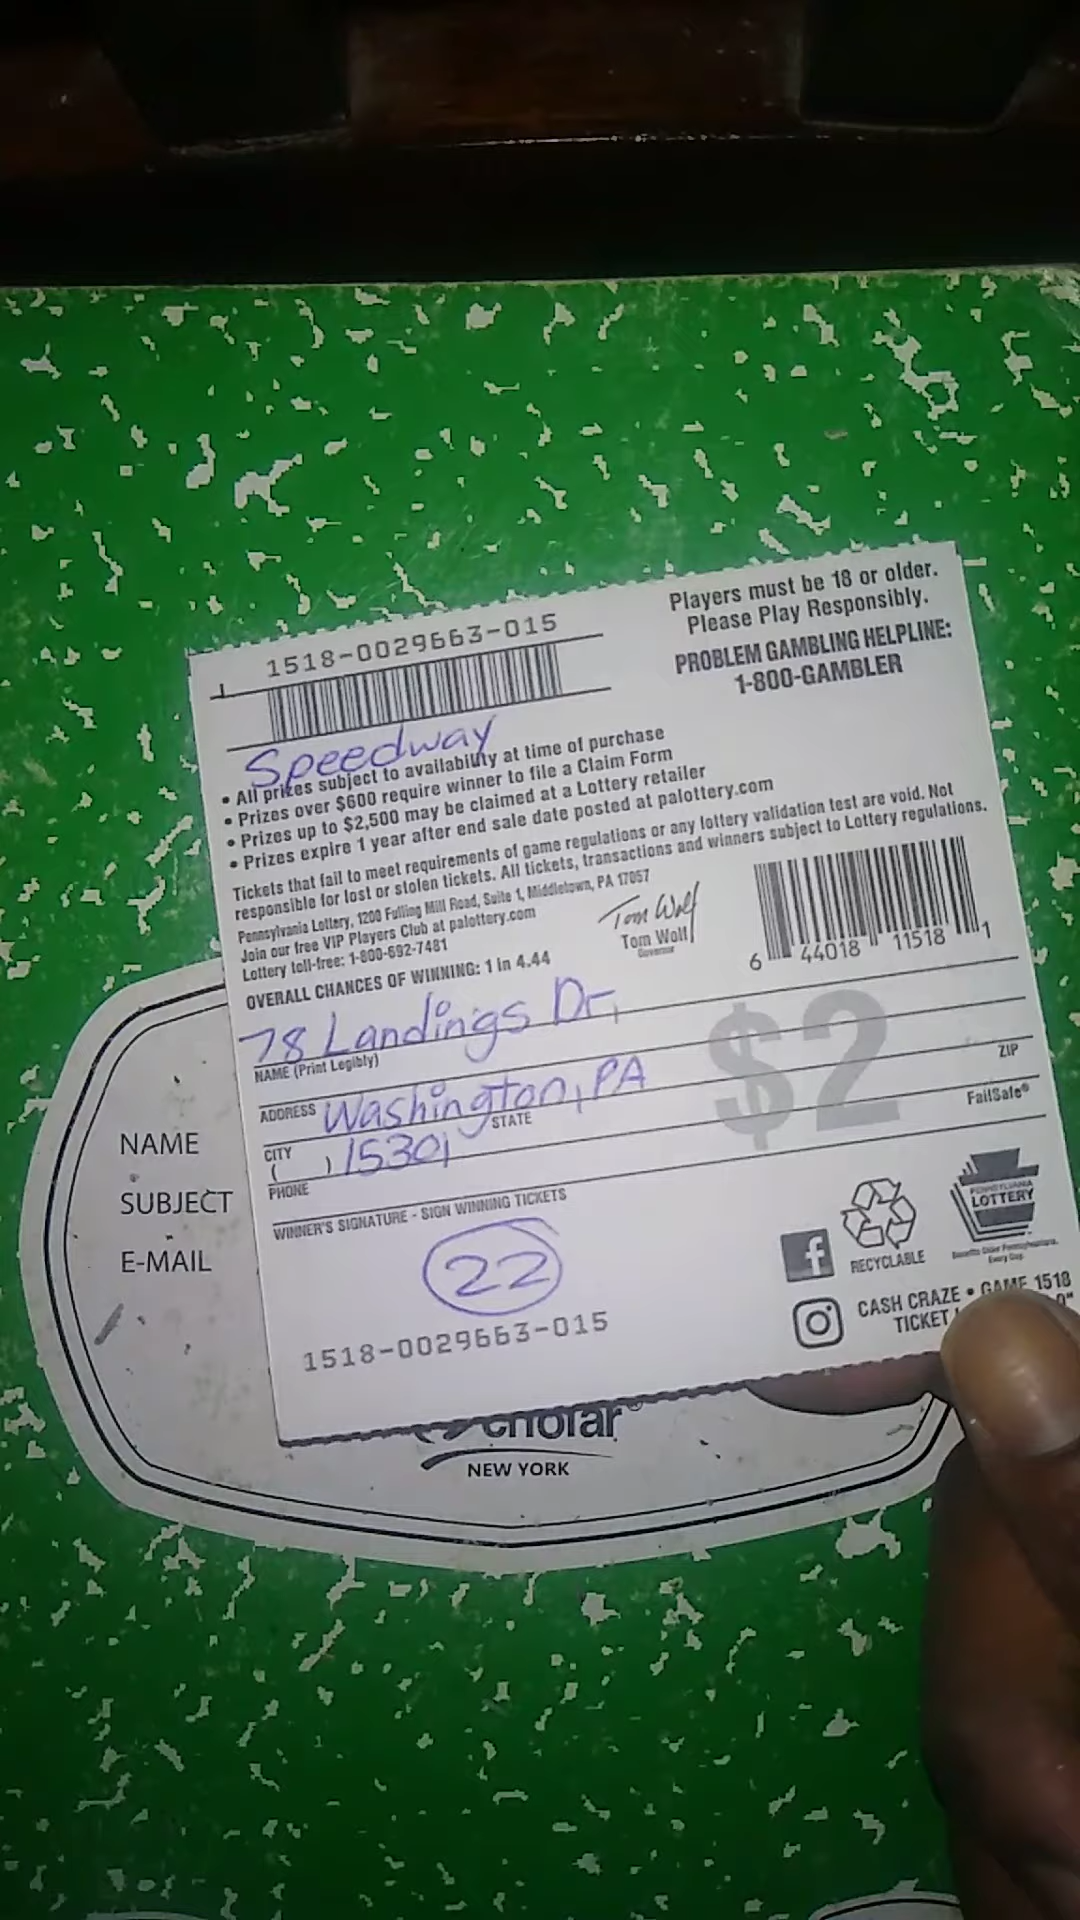 1518-0029663-015
Players must be 18 or older.
Please Play Responsibly.
PROBLEM GAMBLING HELPLINE:
1-800-GAMBLER
Speedway
• All prizes subject to availability at time of purchase
• Prizes over $600 require winner to file a Claim Form
• Prizes up to $2,500 may be claimed at a Lottery retailer
• Prizes expire 1 year after end sale date posted at palottery.com
Tickets that fail to meet requirements of game regulations or any lottery validation test are void. Not
responsible for lost or stolen tickets. All tickets, transactions and winners subject to Lottery regulations.
Pennsylvania Lottery, 1200 Fulling Mill Road, Suite 1, Middletown, PA 17057
Join our free VIP Players Club at palottery.com
Lottery toll-free: 1-800-692-7481
Tom Wolf
Tom Wolf
Governor
6 44018 11518 1
OVERALL CHANCES OF WINNING: 1 in 4.44
78 Landings Dr,
NAME (Print Legibly)
$2
ADDRESS Washington, PA
CITY STATE ZIP
( ) 15301
PHONE
FailSafe®
WINNER'S SIGNATURE - SIGN WINNING TICKETS
22
1518-0029663-015
f
RECYCLABLE
PENNSYLVANIA
LOTTERY
Benefits Older Pennsylvanians.
Every Day.
CASH CRAZE • GAME 1518
TICKET
NAME
SUBJECT
E-MAIL
cholar®
NEW YORK